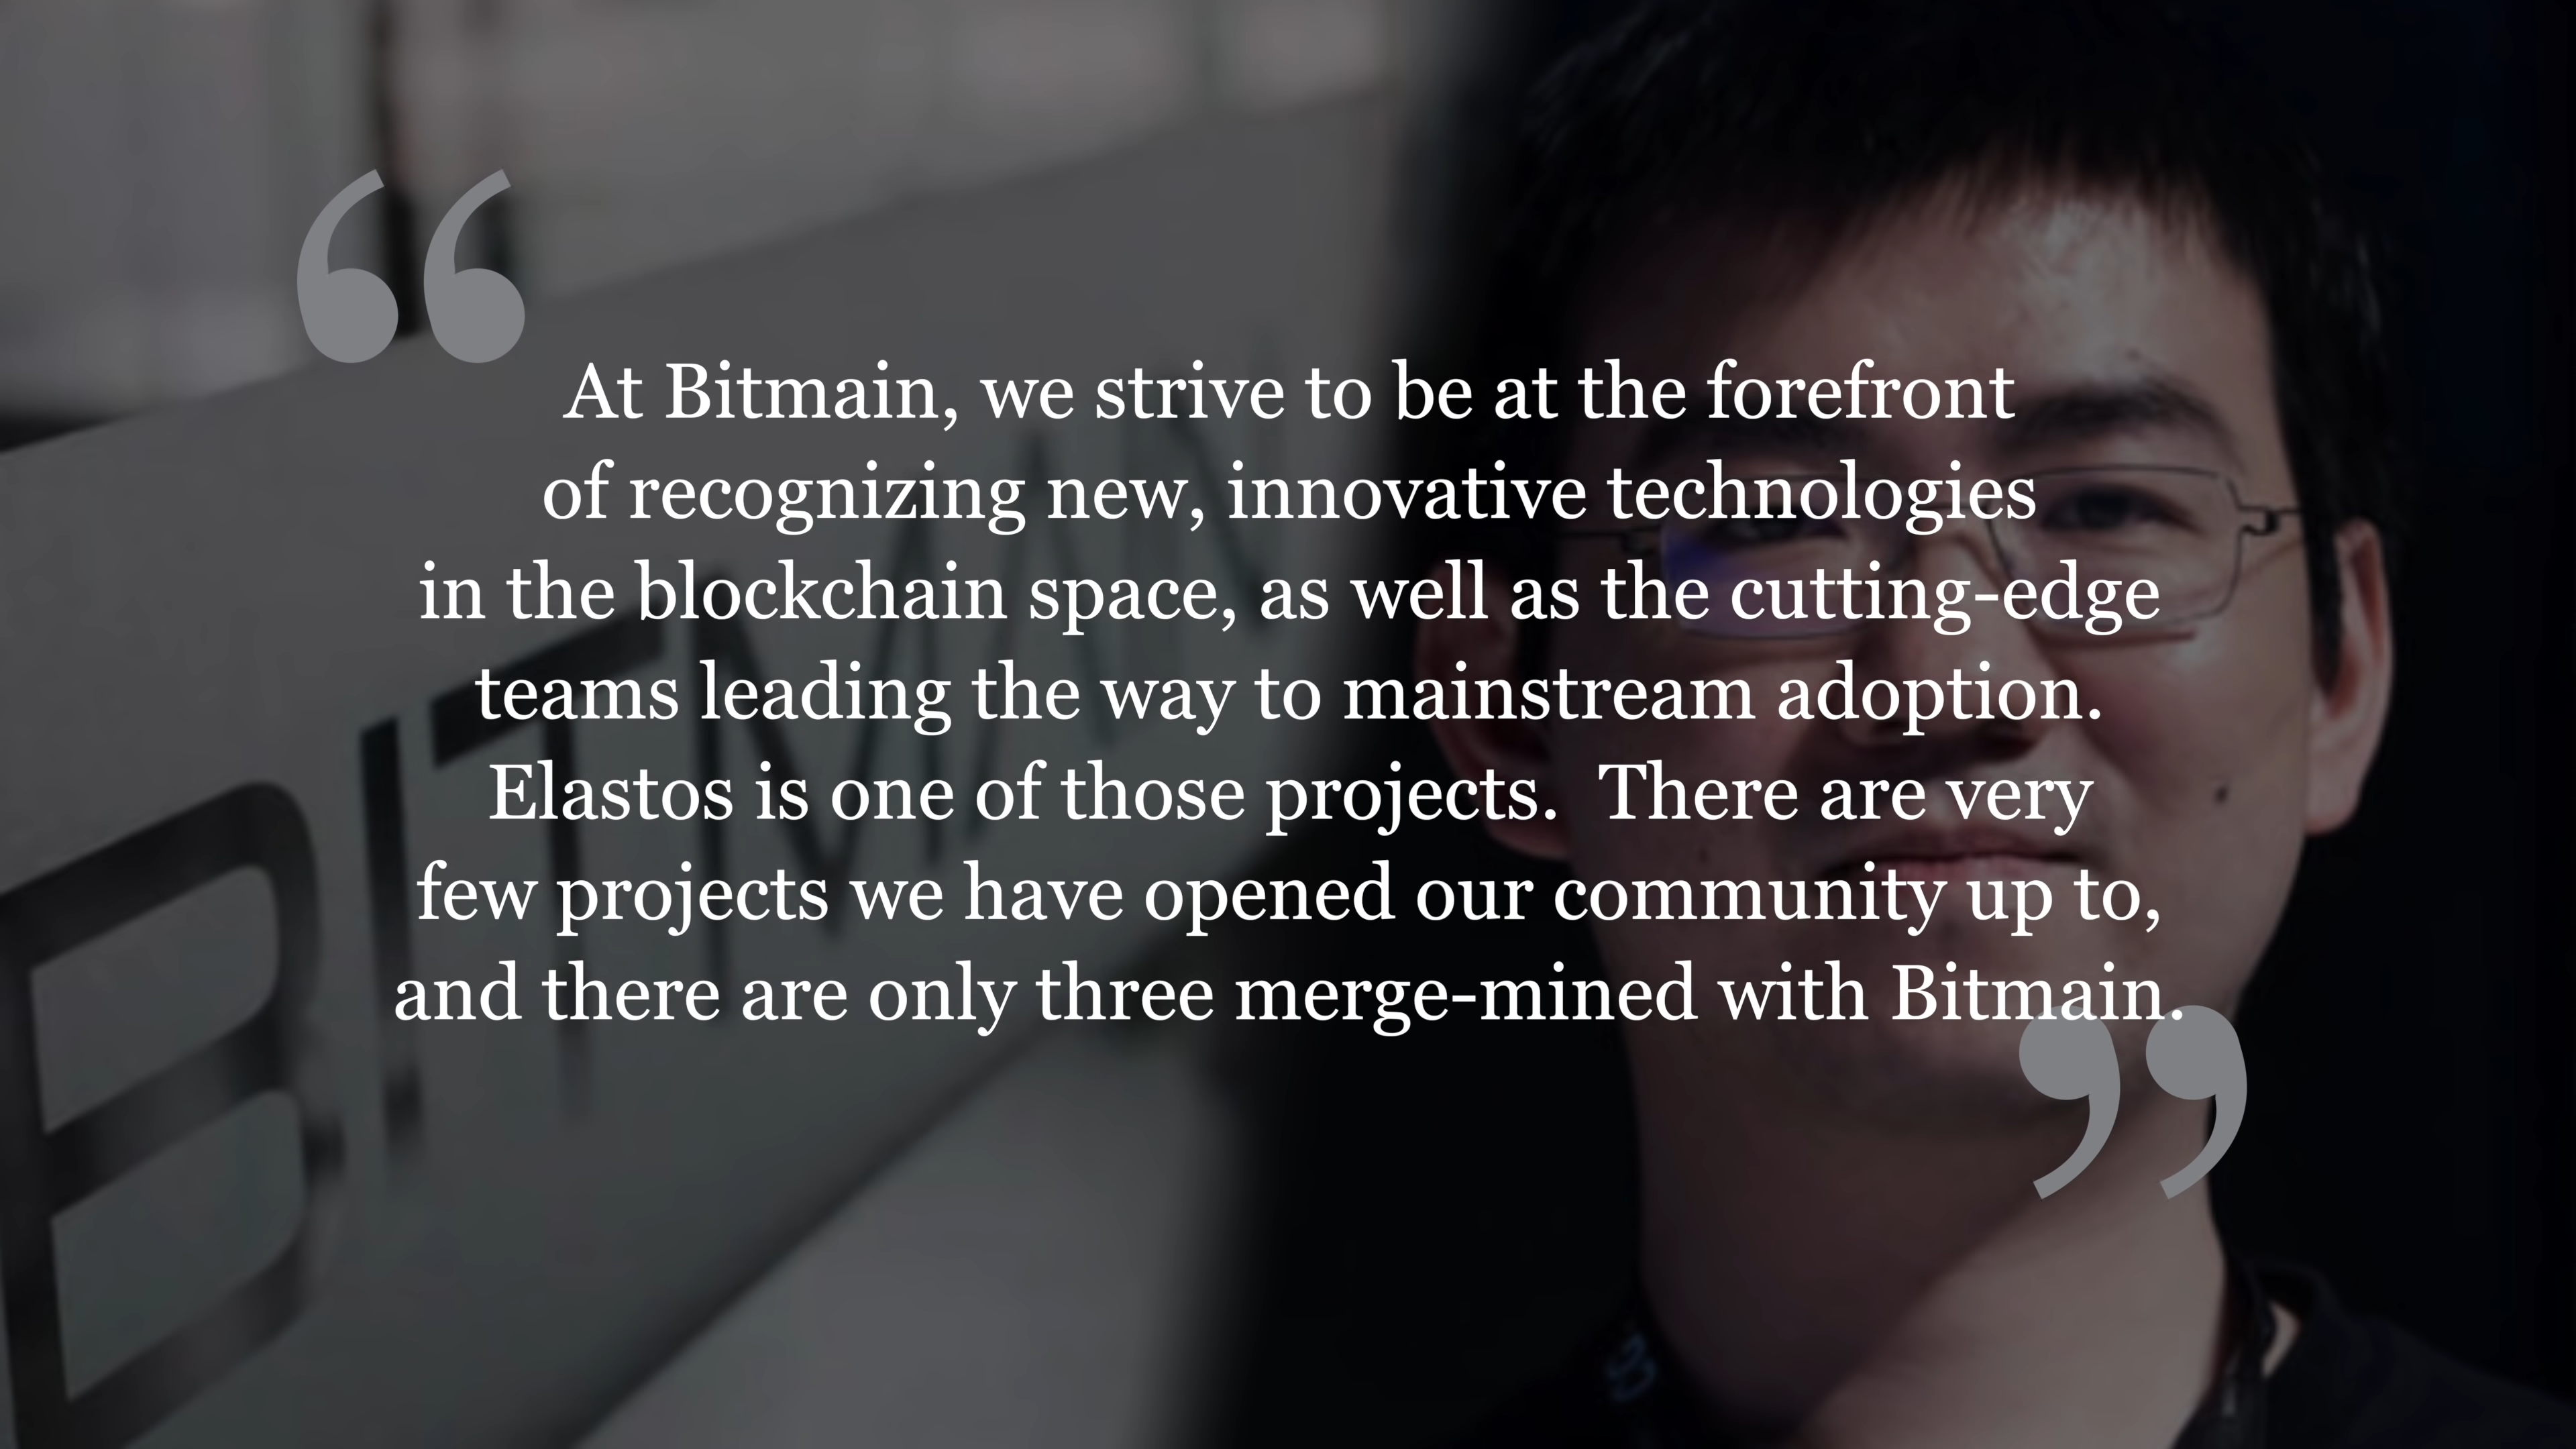 “
At Bitmain, we strive to be at the forefront
of recognizing new, innovative technologies
in the blockchain space, as well as the cutting-edge
teams leading the way to mainstream adoption.
Elastos is one of those projects.  There are very
few projects we have opened our community up to,
and there are only three merge-mined with Bitmain.
”
BITMAIN